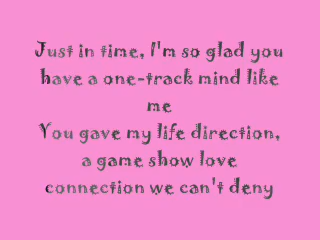 Just in time, I'm so glad you
have a one-track mind like
me
You gave my life direction,
a game show love
connection we can't deny